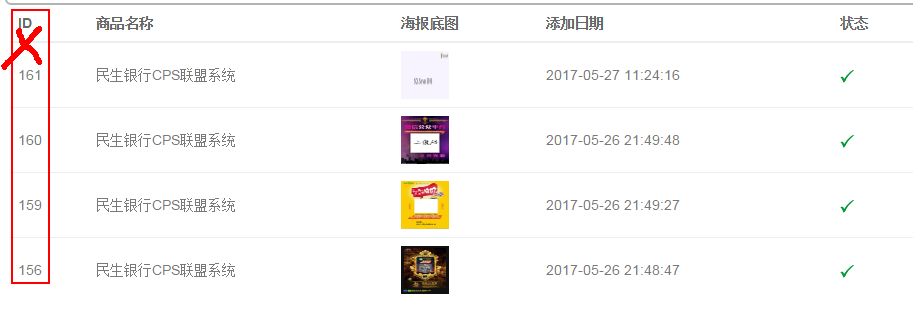 ID 商品名称 海报底图 添加日期 状态
161 民生银行CPS联盟系统 2017-05-27 11:24:16
160 民生银行CPS联盟系统 2017-05-26 21:49:48
159 民生银行CPS联盟系统 2017-05-26 21:49:27
156 民生银行CPS联盟系统 2017-05-26 21:48:47